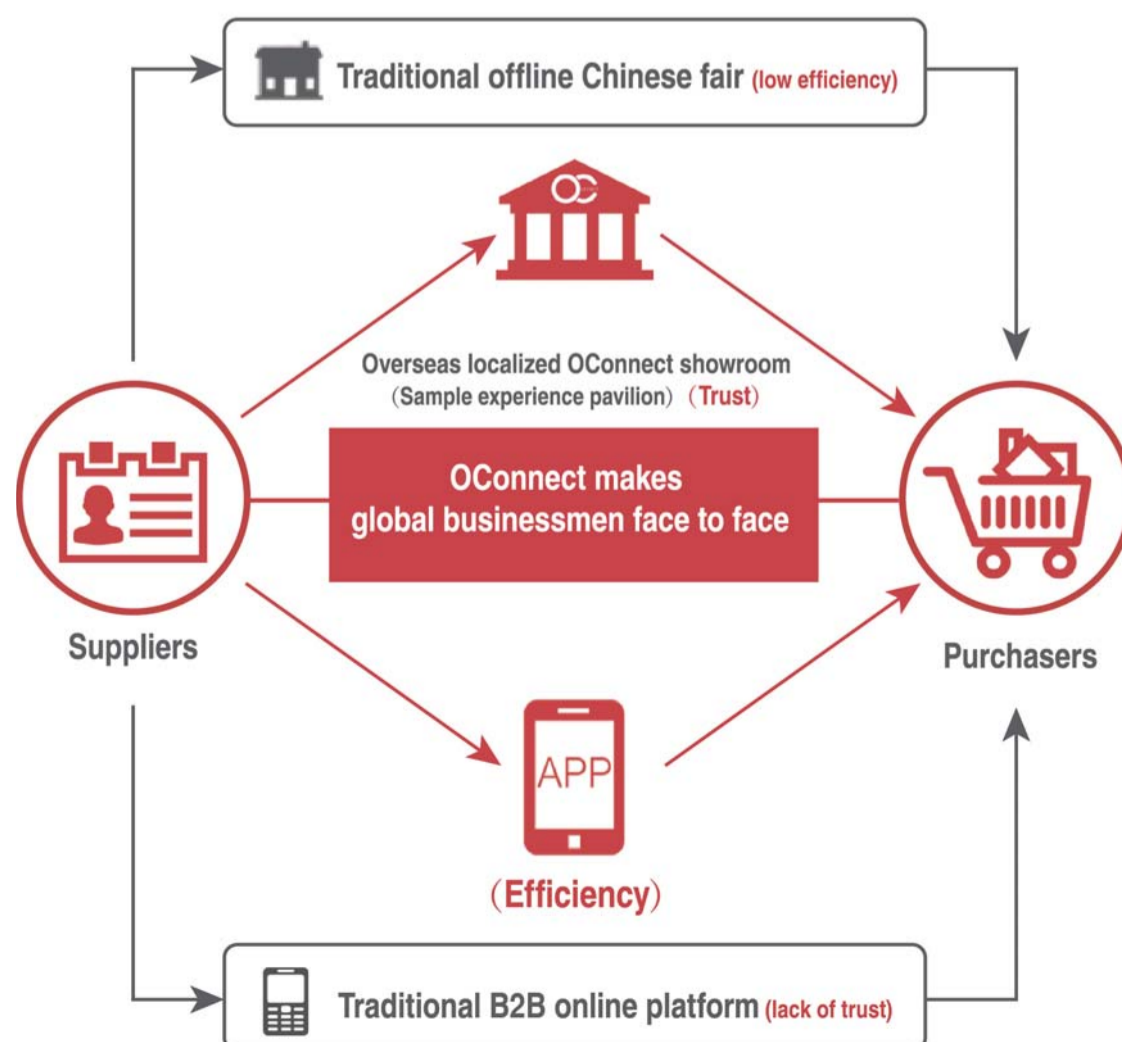 Traditional offline Chinese fair (low efficiency)
OC
Overseas localized OConnect showroom
(Sample experience pavilion) (Trust)
OConnect makes
global businessmen face to face
Suppliers
Purchasers
APP
(Efficiency)
Traditional B2B online platform (lack of trust)